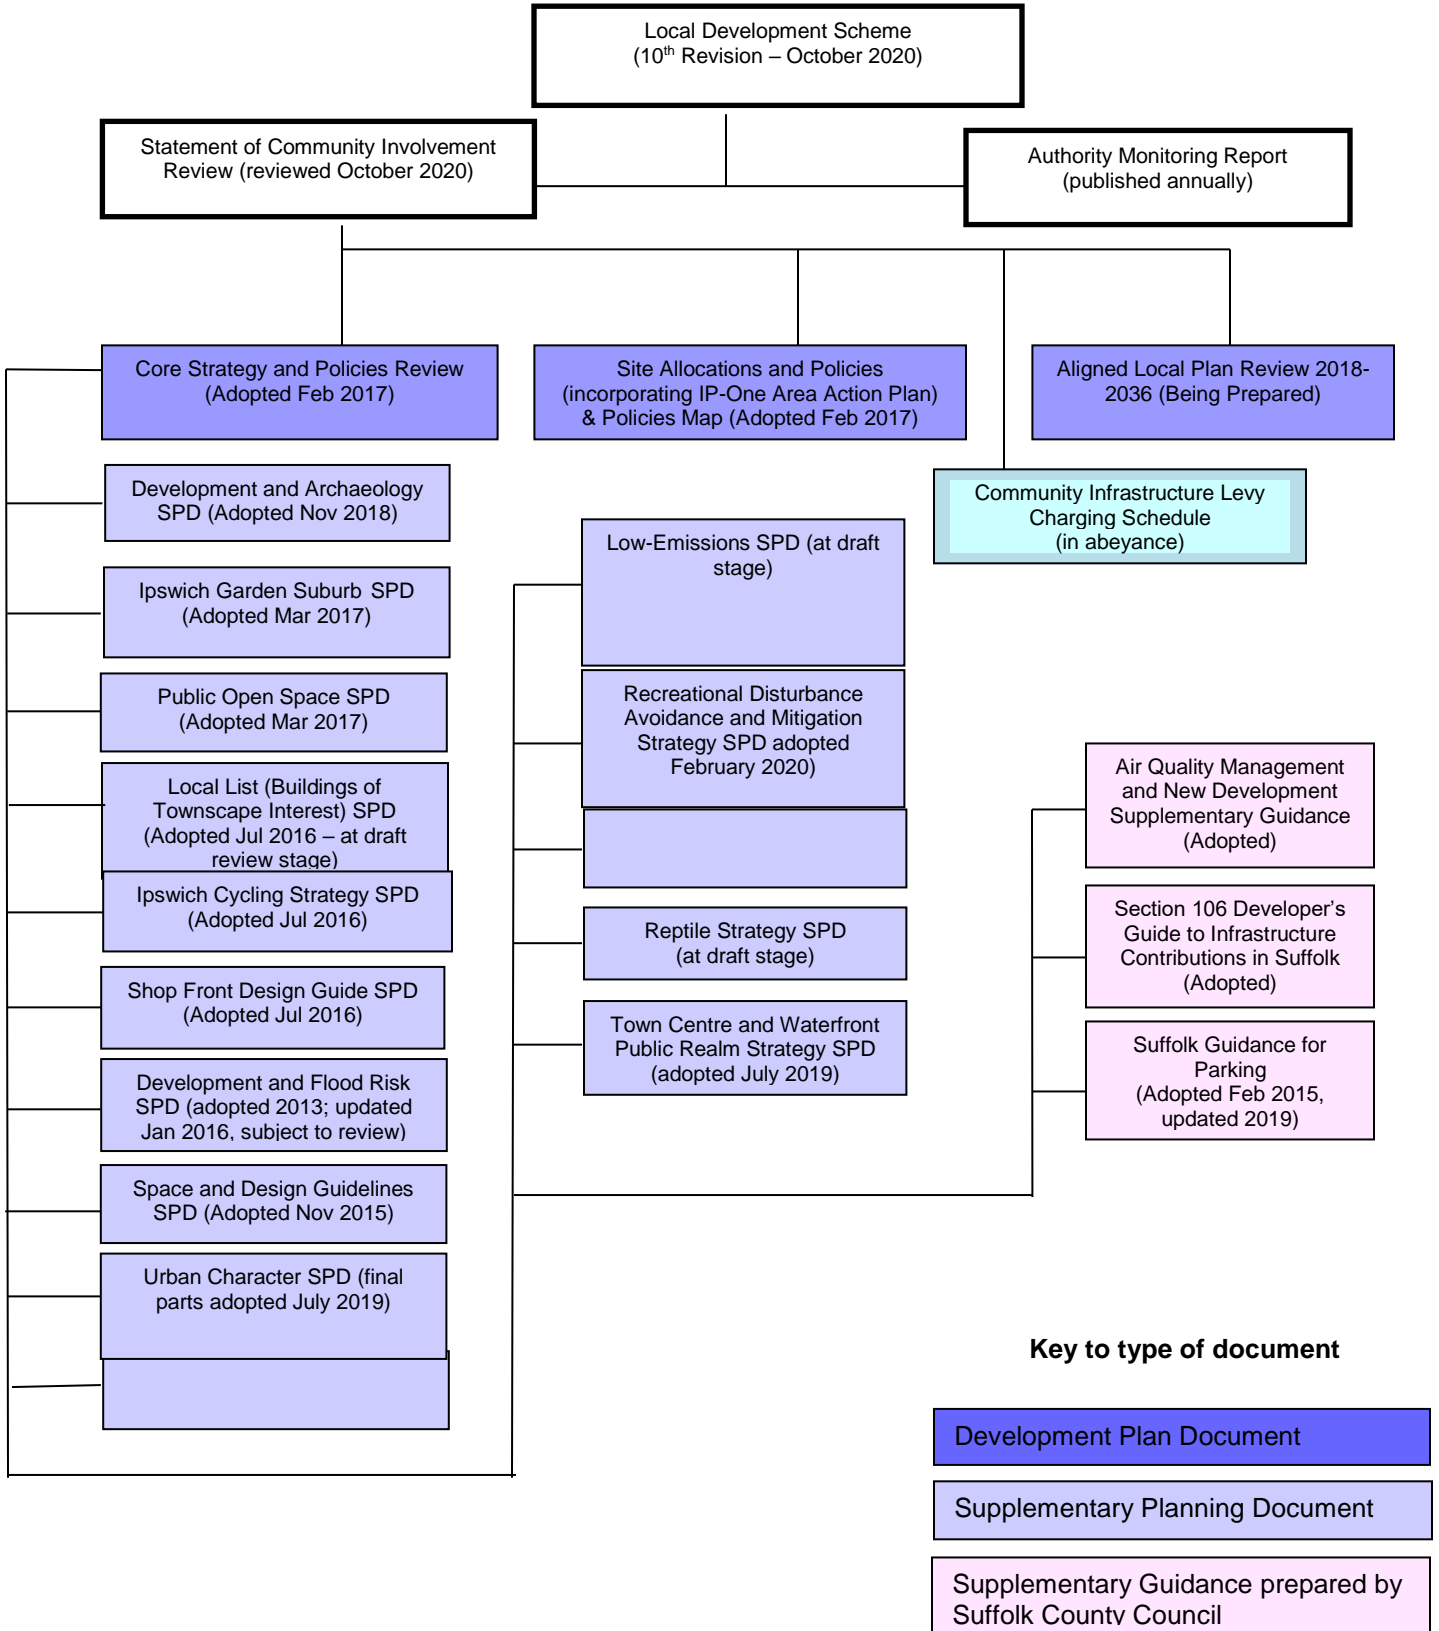 Local Development Scheme
(10th Revision – October 2020)
Statement of Community Involvement
Review (reviewed October 2020)
Authority Monitoring Report
(published annually)
Core Strategy and Policies Review
(Adopted Feb 2017)
Site Allocations and Policies
(incorporating IP-One Area Action Plan)
& Policies Map (Adopted Feb 2017)
Aligned Local Plan Review 2018-
2036 (Being Prepared)
Community Infrastructure Levy
Charging Schedule
(in abeyance)
Development and Archaeology
SPD (Adopted Nov 2018)
Ipswich Garden Suburb SPD
(Adopted Mar 2017)
Public Open Space SPD
(Adopted Mar 2017)
Local List (Buildings of
Townscape Interest) SPD
(Adopted Jul 2016 – at draft
review stage)
Ipswich Cycling Strategy SPD
(Adopted Jul 2016)
Shop Front Design Guide SPD
(Adopted Jul 2016)
Development and Flood Risk
SPD (adopted 2013; updated
Jan 2016, subject to review)
Space and Design Guidelines
SPD (Adopted Nov 2015)
Urban Character SPD (final
parts adopted July 2019)
Low-Emissions SPD (at draft
stage)
Recreational Disturbance
Avoidance and Mitigation
Strategy SPD adopted
February 2020)
Reptile Strategy SPD
(at draft stage)
Town Centre and Waterfront
Public Realm Strategy SPD
(adopted July 2019)
Air Quality Management
and New Development
Supplementary Guidance
(Adopted)
Section 106 Developer's
Guide to Infrastructure
Contributions in Suffolk
(Adopted)
Suffolk Guidance for
Parking
(Adopted Feb 2015,
updated 2019)
Key to type of document
Development Plan Document
Supplementary Planning Document
Supplementary Guidance prepared by
Suffolk County Council